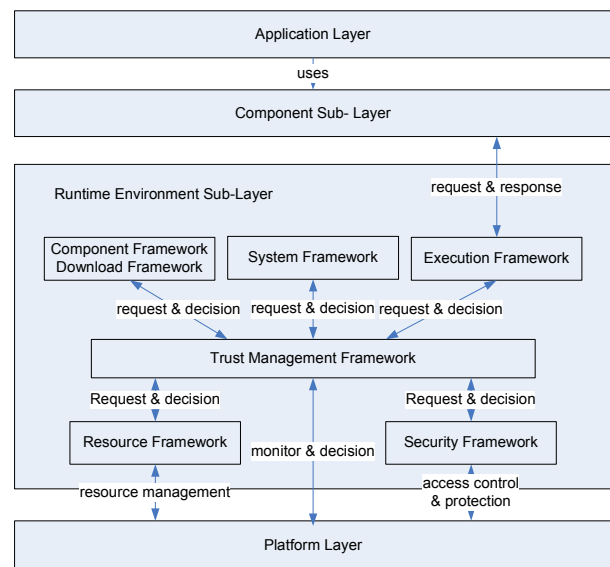 Application Layer
uses
Component Sub- Layer
request & response
Runtime Environment Sub-Layer
Component Framework
Download Framework
System Framework
Execution Framework
request & decision
request & decision
request & decision
Trust Management Framework
Request & decision
Request & decision
Resource Framework
monitor & decision
Security Framework
resource management
access control
& protection
Platform Layer